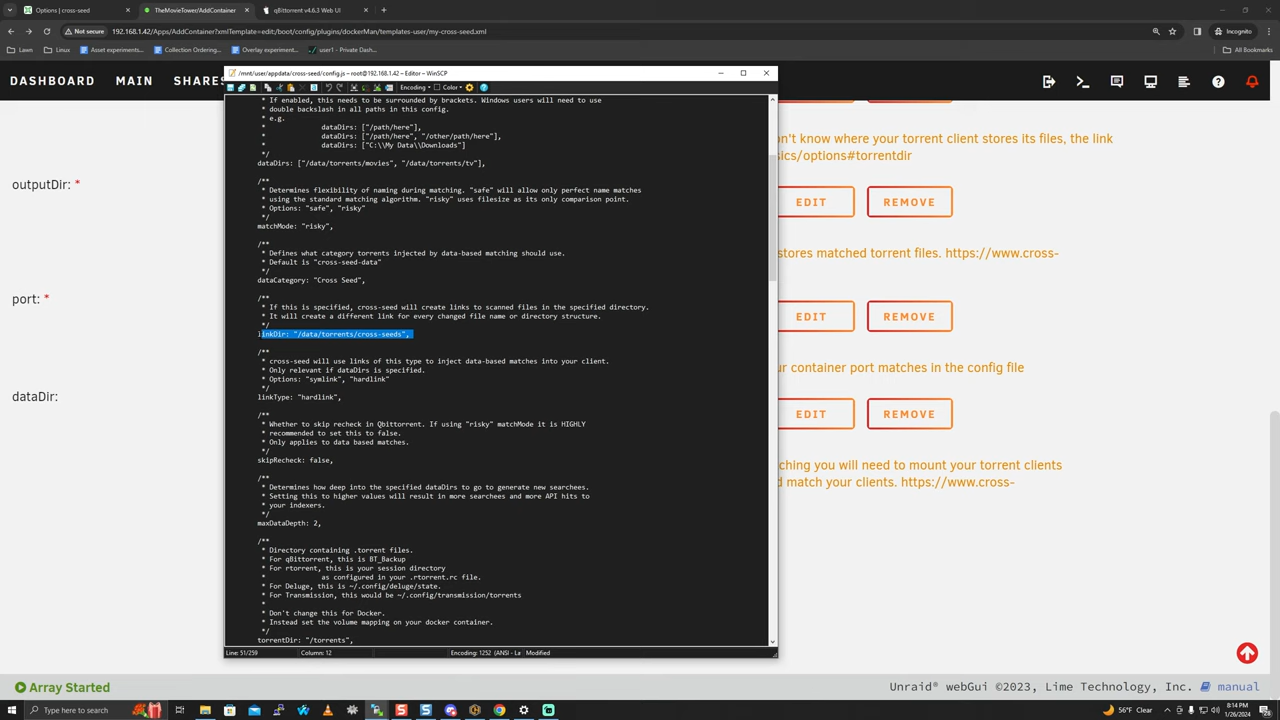 Options | cross-seed
TheMovieTower/AddContainer
qBittorrent v4.6.3 Web UI
Not secure
192.168.1.42/Apps/AddContainer?xmlTemplate=edit:/boot/config/plugins/dockerMan/templates-user/my-cross-seed.xml
Incognito
Lawn
Linux
Asset experiments...
Collection Ordering...
Overlay experiment...
user1 - Private Dash...
All Bookmarks
DASHBOARD MAIN SHARES
/mnt/user/appdata/cross-seed/config.js - root@192.168.1.42 - Editor - WinSCP
Encoding
Color
* If enabled, this needs to be surrounded by brackets. Windows users will need to use
* double backslash in all paths in this config.
* e.g.
* dataDirs: ["/path/here"],
* dataDirs: ["/path/here", "/other/path/here"],
* dataDirs: ["C:\\My Data\\Downloads"]
*/
dataDirs: ["/data/torrents/movies", "/data/torrents/tv"],
/**
* Determines flexibility of naming during matching. "safe" will allow only perfect name matches
* using the standard matching algorithm. "risky" uses filesize as its only comparison point.
* Options: "safe", "risky"
*/
matchMode: "risky",
/**
* Defines what category torrents injected by data-based matching should use.
* Default is "cross-seed-data"
*/
dataCategory: "Cross Seed",
/**
* If this is specified, cross-seed will create links to scanned files in the specified directory.
* It will create a different link for every changed file name or directory structure.
*/
linkDir: "/data/torrents/cross-seeds",
/**
* cross-seed will use links of this type to inject data-based matches into your client.
* Only relevant if dataDirs is specified.
* Options: "symlink", "hardlink"
*/
linkType: "hardlink",
/**
* Whether to skip recheck in Qbittorrent. If using "risky" matchMode it is HIGHLY
* recommended to set this to false.
* Only applies to data based matches.
*/
skipRecheck: false,
/**
* Determines how deep into the specified dataDirs to go to generate new searchees.
* Setting this to higher values will result in more searchees and more API hits to
* your indexers.
*/
maxDataDepth: 2,
/**
* Directory containing .torrent files.
* For qBittorrent, this is BT_Backup
* For rtorrent, this is your session directory
* as configured in your .rtorrent.rc file.
* For Deluge, this is ~/.config/deluge/state.
* For Transmission, this would be ~/.config/transmission/torrents
*
* Don't change this for Docker.
* Instead set the volume mapping on your docker container.
*/
torrentDir: "/torrents",
Line: 51/259
Column: 12
Encoding: 1252 (ANSI - La
Modified
outputDir: *
port: *
dataDir:
n't know where your torrent client stores its files, the link
sics/options#torrentdir
EDIT REMOVE
stores matched torrent files. https://www.cross-
EDIT REMOVE
ur container port matches in the config file
EDIT REMOVE
ching you will need to mount your torrent clients
d match your clients. https://www.cross-
Array Started
Unraid® webGui ©2023, Lime Technology, Inc. manual
Type here to search
56°F Clear
8:14 PM
1/26/2024